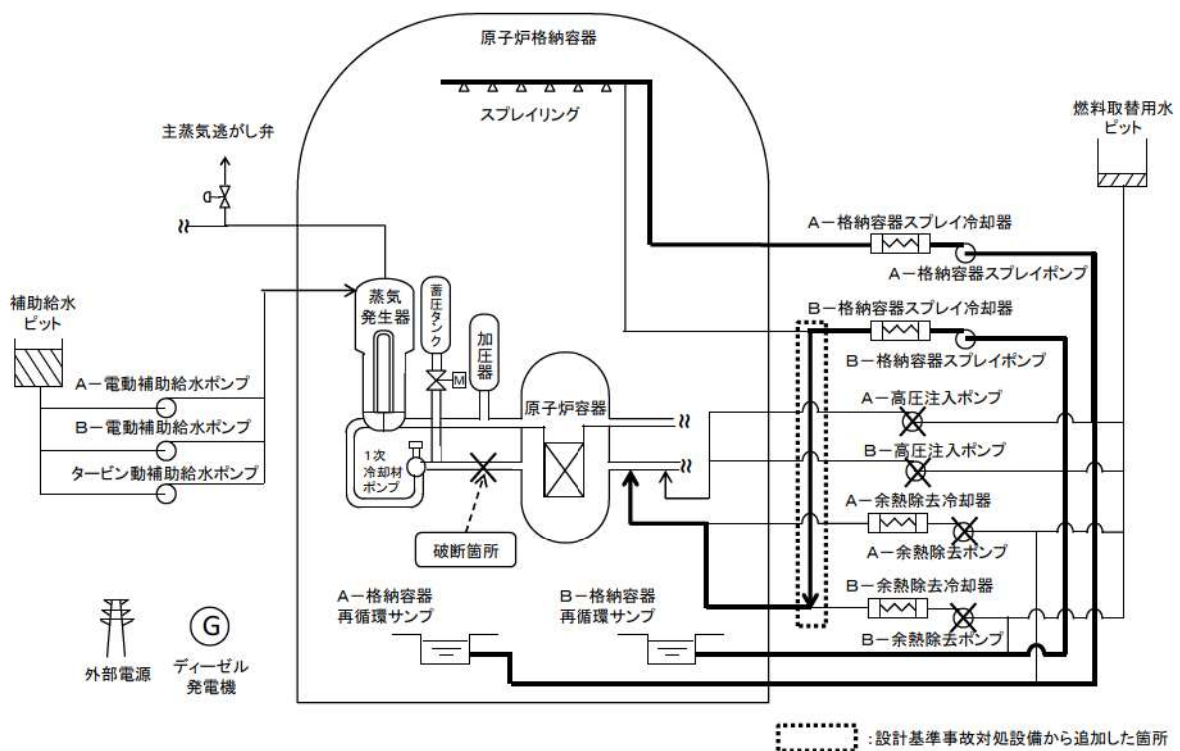 原子炉格納容器
スプレイリング
主蒸気逃がし弁
燃料取替用水
ピット
A－格納容器スプレイ冷却器
A－格納容器スプレイポンプ
補助給水
ピット
蒸気
発生器
蓄圧タンク
加圧器
B－格納容器スプレイ冷却器
B－格納容器スプレイポンプ
A－電動補助給水ポンプ
M
原子炉容器
A－高圧注入ポンプ
B－電動補助給水ポンプ
1次
冷却材
ポンプ
B－高圧注入ポンプ
タービン動補助給水ポンプ
A－余熱除去冷却器
破断箇所
A－余熱除去ポンプ
A－格納容器
再循環サンプ
B－格納容器
再循環サンプ
B－余熱除去冷却器
B－余熱除去ポンプ
G
外部電源
ディーゼル
発電機
：設計基準事故対処設備から追加した箇所